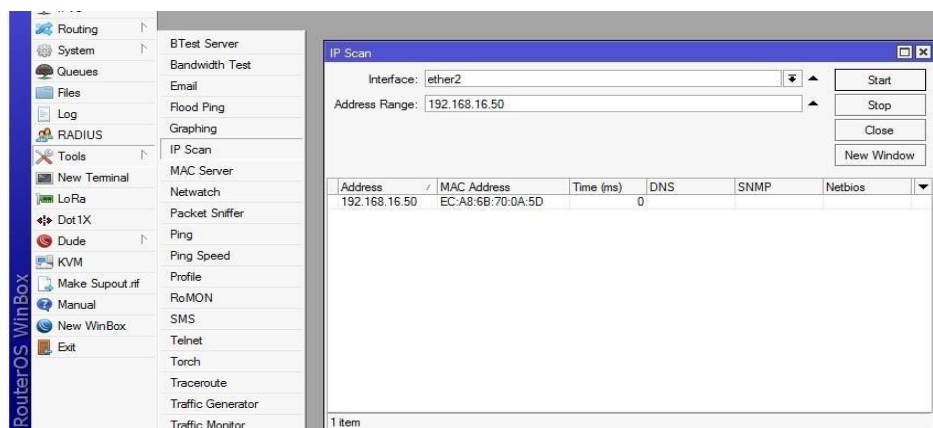 Routing
System
Queues
Files
Log
RADIUS
Tools
New Terminal
LoRa
Dot1X
Dude
KVM
Make Supout.rif
Manual
New WinBox
Exit
RouterOS WinBox
BTest Server
Bandwidth Test
Email
Flood Ping
Graphing
IP Scan
MAC Server
Netwatch
Packet Sniffer
Ping
Ping Speed
Profile
RoMON
SMS
Telnet
Torch
Traceroute
Traffic Generator
Traffic Monitor
IP Scan
Interface: ether2
Address Range: 192.168.16.50
Start
Stop
Close
New Window
Address MAC Address Time (ms) DNS SNMP Netbios
192.168.16.50 EC:A8:6B:70:0A:5D 0
1 item